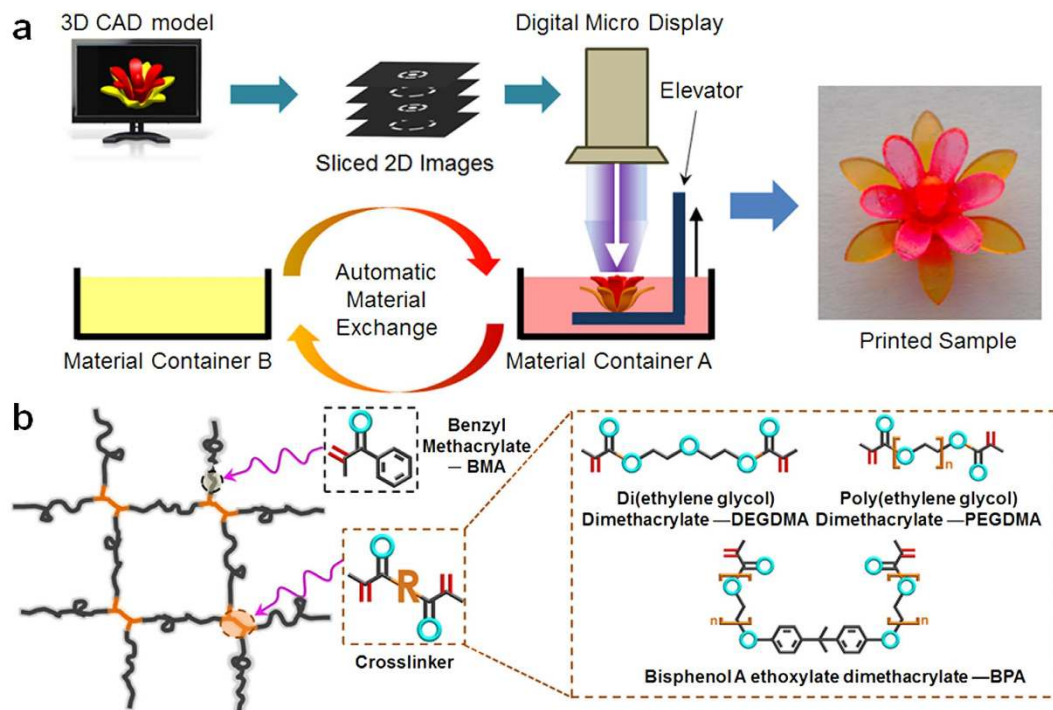 a
3D CAD model
Digital Micro Display
Elevator
Sliced 2D Images
Automatic
Material
Exchange
Material Container B
Material Container A
Printed Sample
b
Benzyl
Methacrylate
— BMA
R
Crosslinker
n
Di(ethylene glycol)
Dimethacrylate —DEGDMA
Poly(ethylene glycol)
Dimethacrylate —PEGDMA
n
n
Bisphenol A ethoxylate dimethacrylate —BPA